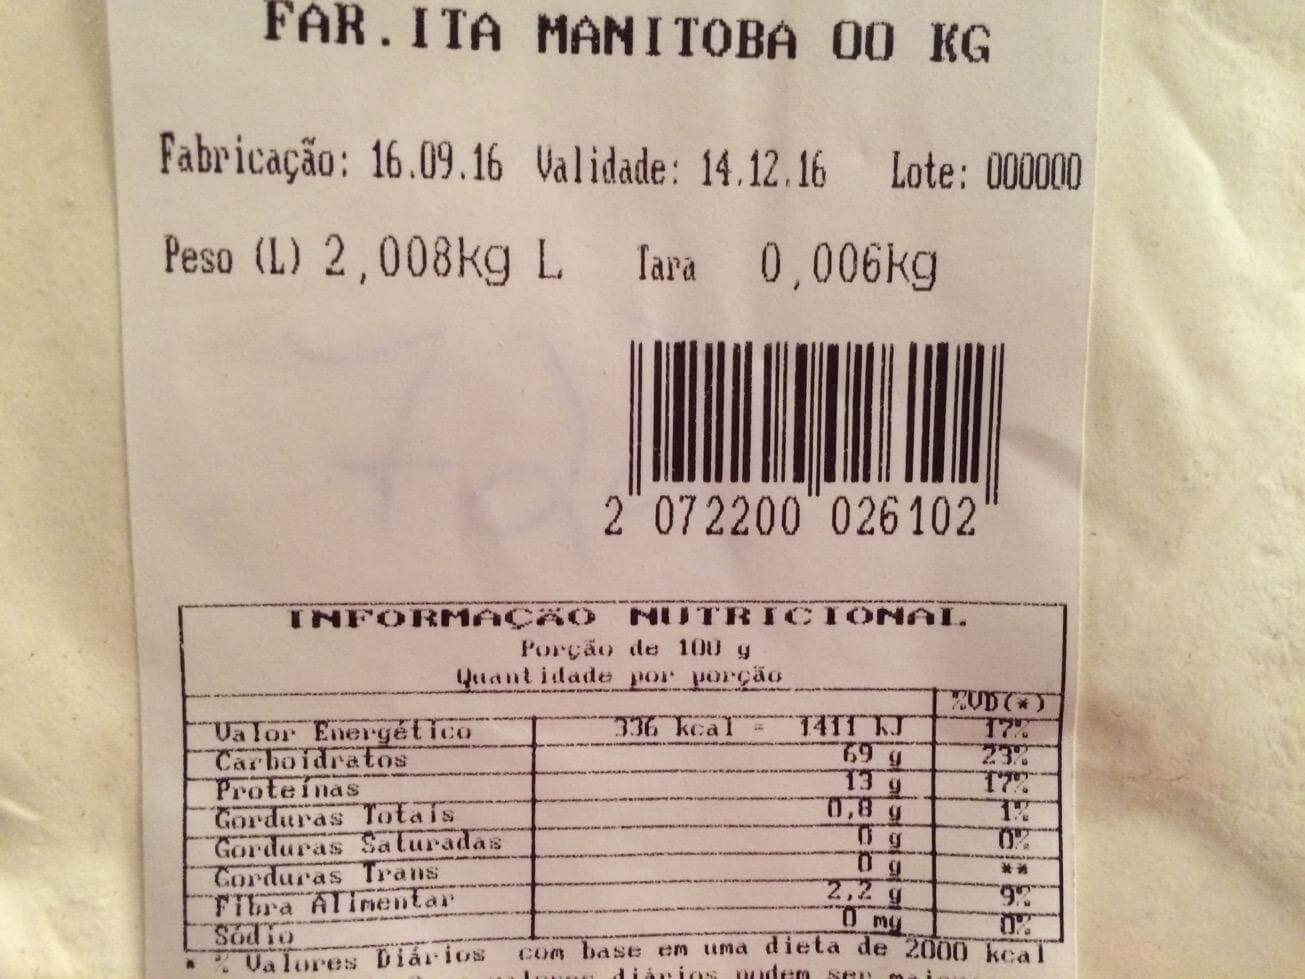 FAR.ITA MANITOBA 00 KG
Fabricação: 16.09.16 Validade: 14.12.16 Lote: 000000
Peso (L) 2,008kg L Tara 0,006kg
2 072200 026102
INFORMAÇÃO NUTRICIONAL
Porção de 100 g
Quantidade por porção
%VD(*)
Valor Energético 336 kcal = 1411 kJ 17%
Carboidratos 69 g 23%
Proteínas 13 g 17%
Gorduras Totais 0,8 g 1%
Gorduras Saturadas 0 g 0%
Gorduras Trans 0 g **
Fibra Alimentar 2,2 g 9%
Sódio 0 mg 0%
* % Valores Diários com base em uma dieta de 2000 kcal
valores diários podem ser